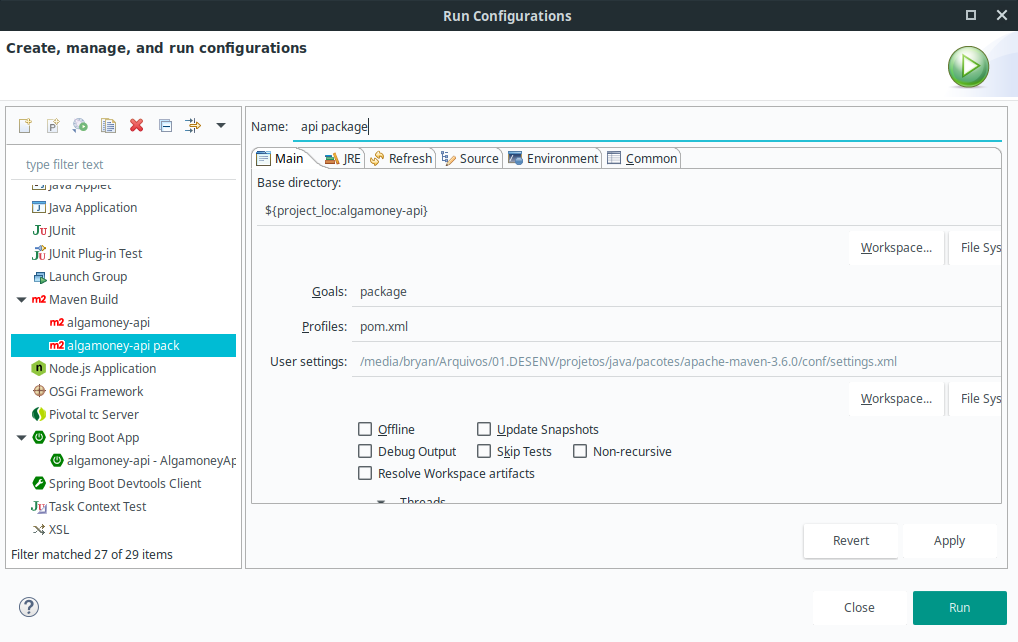 Run Configurations
Create, manage, and run configurations
type filter text
Java Applet
Java Application
JUnit
JUnit Plug-in Test
Launch Group
Maven Build
algamoney-api
algamoney-api pack
Node.js Application
OSGi Framework
Pivotal tc Server
Spring Boot App
algamoney-api - AlgamoneyAp
Spring Boot Devtools Client
Task Context Test
XSL
Filter matched 27 of 29 items
Name: api package
Main JRE Refresh Source Environment Common
Base directory:
${project_loc:algamoney-api}
Workspace... File Sys
Goals: package
Profiles: pom.xml
User settings: /media/bryan/Arquivos/01.DESENV/projetos/java/pacotes/apache-maven-3.6.0/conf/settings.xml
Workspace... File Sys
Offline Update Snapshots
Debug Output Skip Tests Non-recursive
Resolve Workspace artifacts
Threads
Revert Apply
Close Run